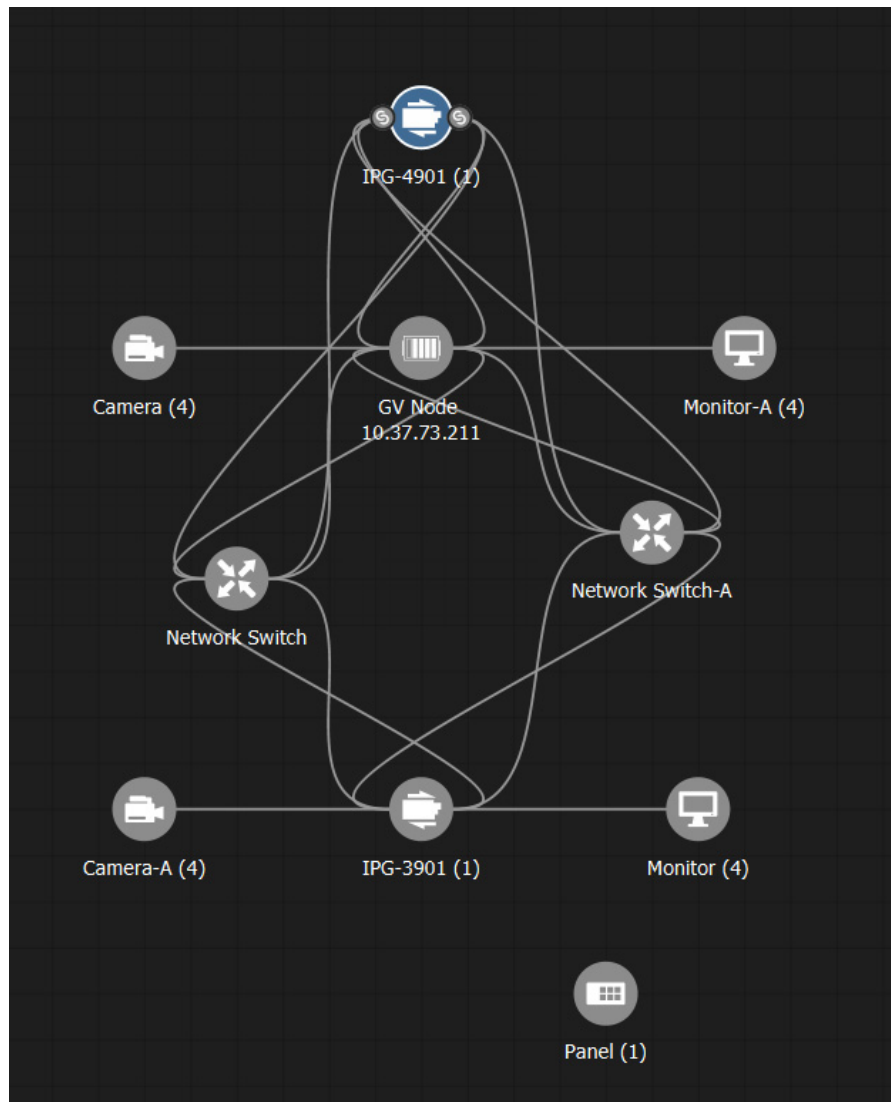 S S
IPG-4901 (1)
Camera (4)
GV Node
10.37.73.211
Monitor-A (4)
Network Switch-A
Network Switch
Camera-A (4)
IPG-3901 (1)
Monitor (4)
Panel (1)